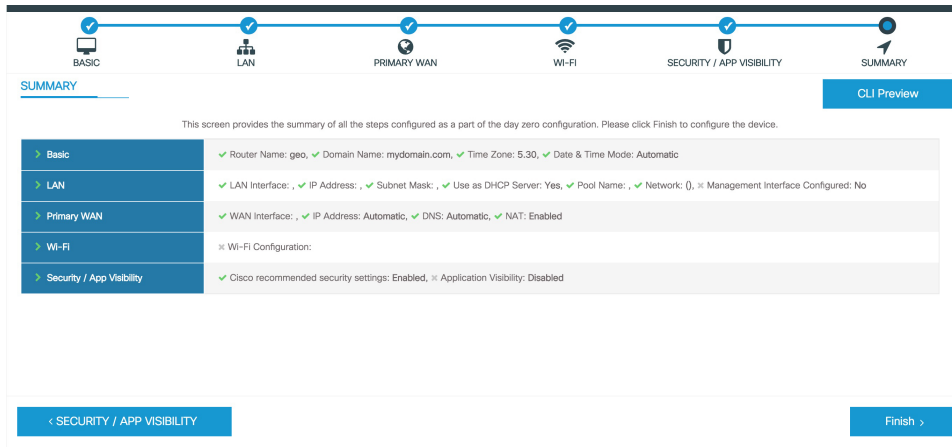 BASIC
LAN
PRIMARY WAN
WI-FI
SECURITY / APP VISIBILITY
SUMMARY
SUMMARY
CLI Preview
This screen provides the summary of all the steps configured as a part of the day zero configuration. Please click Finish to configure the device.
> Basic
✔ Router Name: geo, ✔ Domain Name: mydomain.com, ✔ Time Zone: 5.30, ✔ Date & Time Mode: Automatic
> LAN
✔ LAN Interface: , ✔ IP Address: , ✔ Subnet Mask: , ✔ Use as DHCP Server: Yes, ✔ Pool Name: , ✔ Network: (), ✖ Management Interface Configured: No
> Primary WAN
✔ WAN Interface: , ✔ IP Address: Automatic, ✔ DNS: Automatic, ✔ NAT: Enabled
> Wi-Fi
✖ Wi-Fi Configuration:
> Security / App Visibility
✔ Cisco recommended security settings: Enabled, ✖ Application Visibility: Disabled
< SECURITY / APP VISIBILITY
Finish >